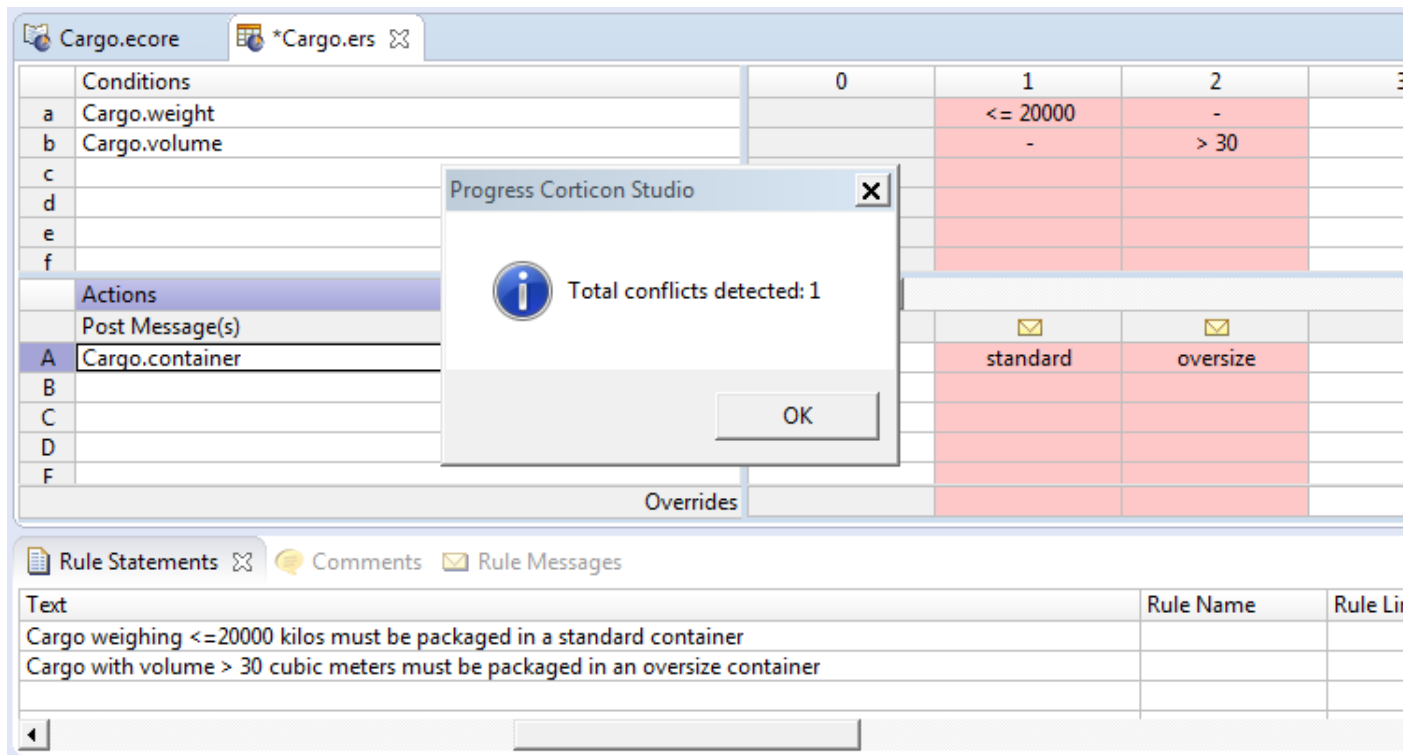 Cargo.ecore *Cargo.ers
Conditions 0 1 2 3
a Cargo.weight <= 20000 -
b Cargo.volume - > 30
c
d
e
f
Progress Corticon Studio
Total conflicts detected: 1
OK
Actions
Post Message(s)
A Cargo.container standard oversize
B
C
D
E
Overrides
Rule Statements Comments Rule Messages
Text Rule Name Rule Li
Cargo weighing <=20000 kilos must be packaged in a standard container
Cargo with volume > 30 cubic meters must be packaged in an oversize container